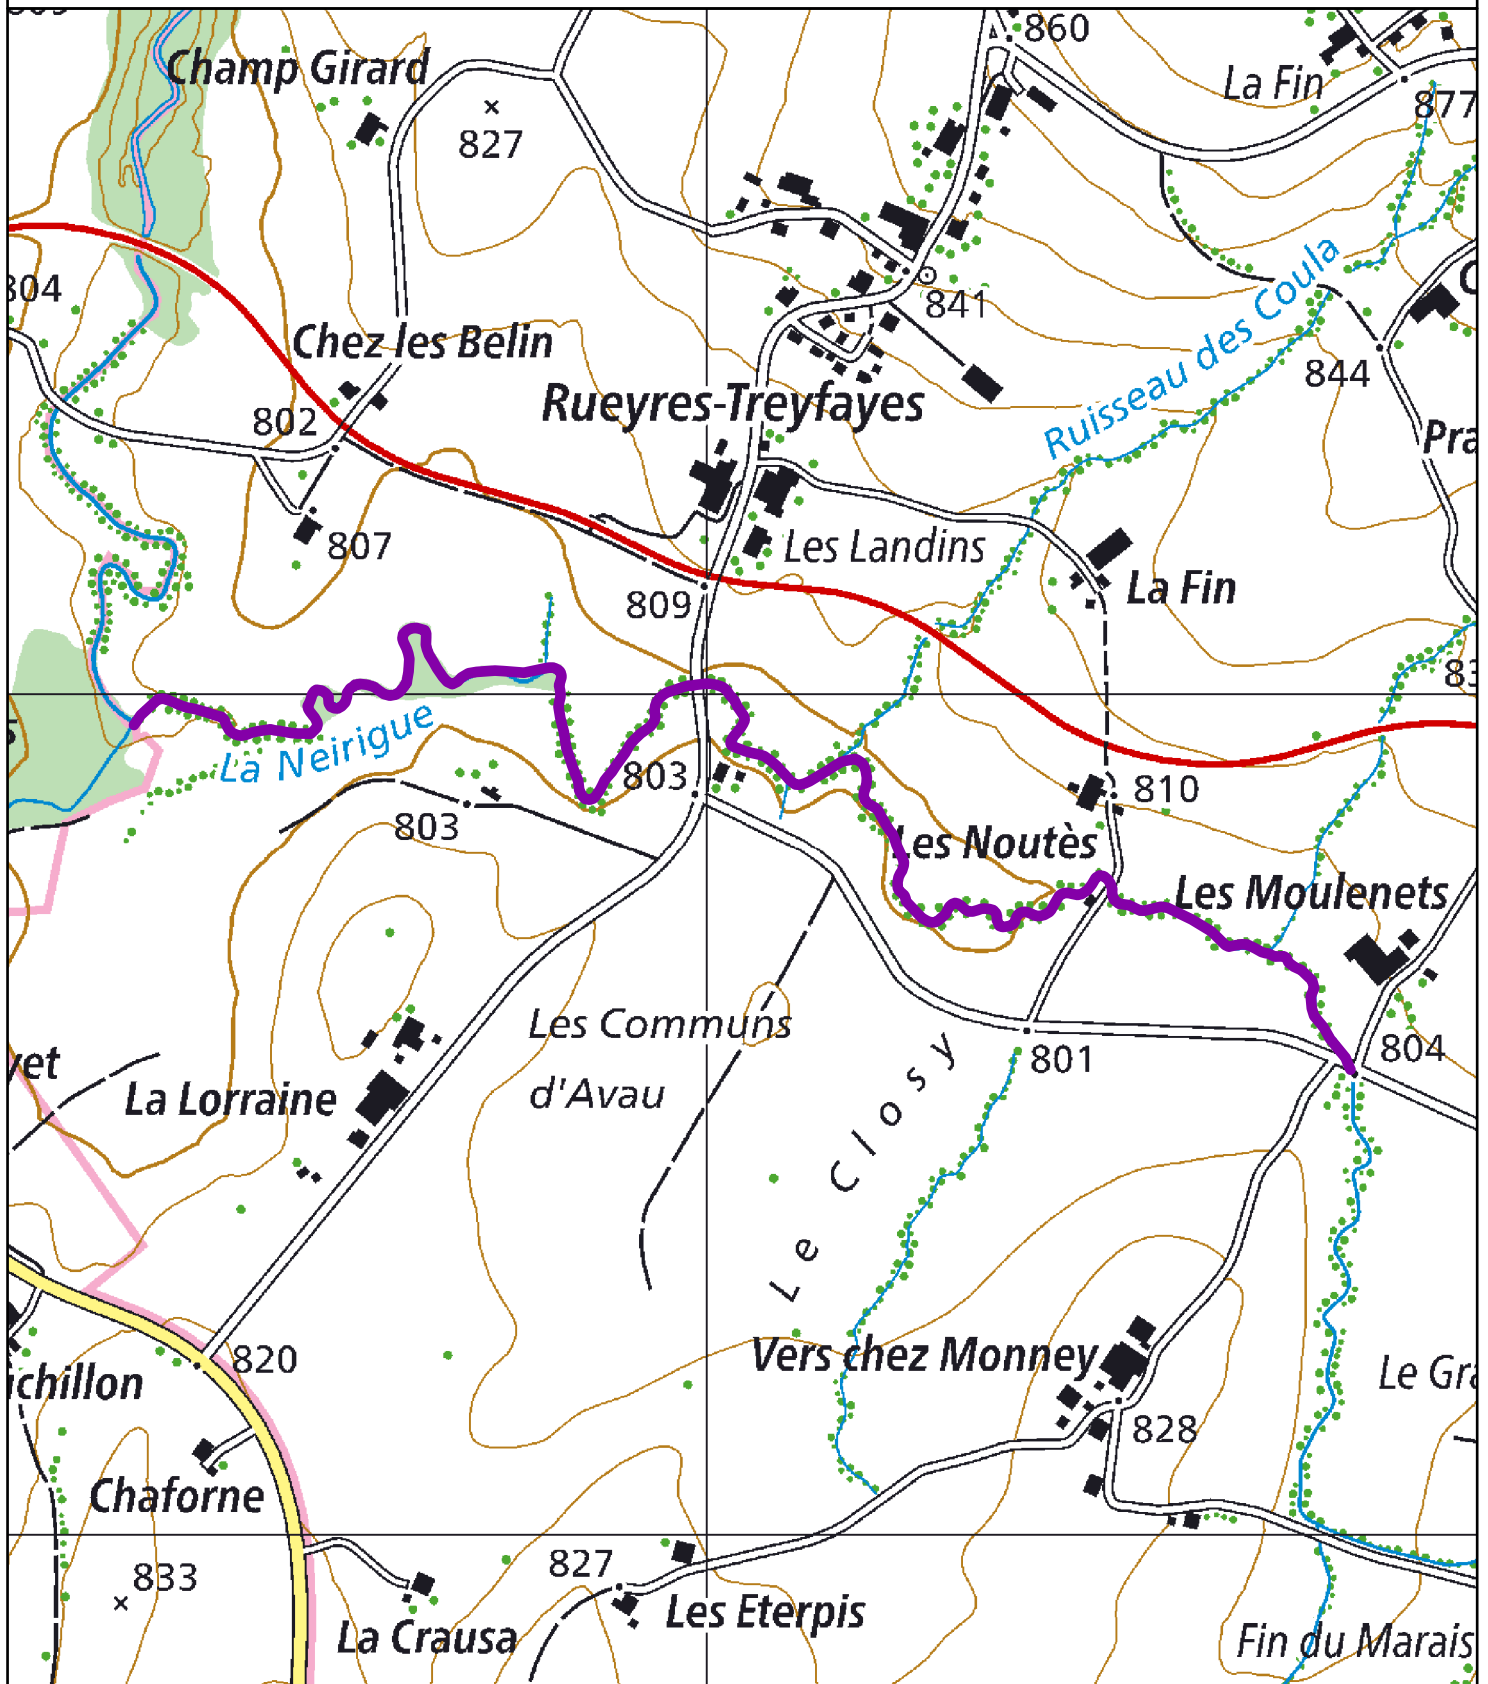 860
Champ Girard
La Fin
877
827
804
841
Chez les Belin
Ruisseau des Coula
844
Rueyres-Treyfayes
802
Pra
807
Les Landins
La Fin
809
83
La Neirigue
803
810
803
Les Noutès
Les Moulenets
Les Communs
d'Avau
801
804
yet
La Lorraine
Le Closy
820
Vers chez Monney
ichillon
Le Gra
828
Chaforne
827
833
Les Eterpis
La Crausa
Fin du Marais